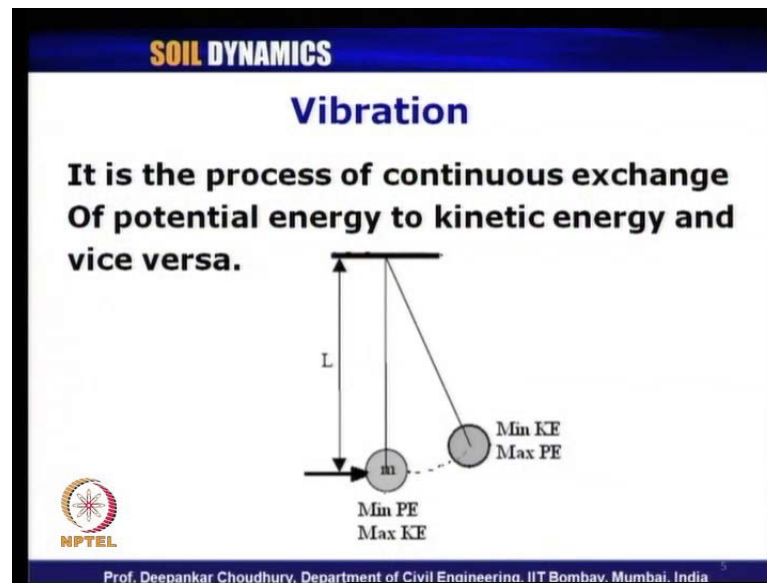 SOIL DYNAMICS
Vibration
It is the process of continuous exchange
Of potential energy to kinetic energy and
vice versa.
L
Min KE
Max PE
m
Min PE
Max KE
NPTEL
5
Prof. Deepankar Choudhury, Department of Civil Engineering, IIT Bombay, Mumbai, India